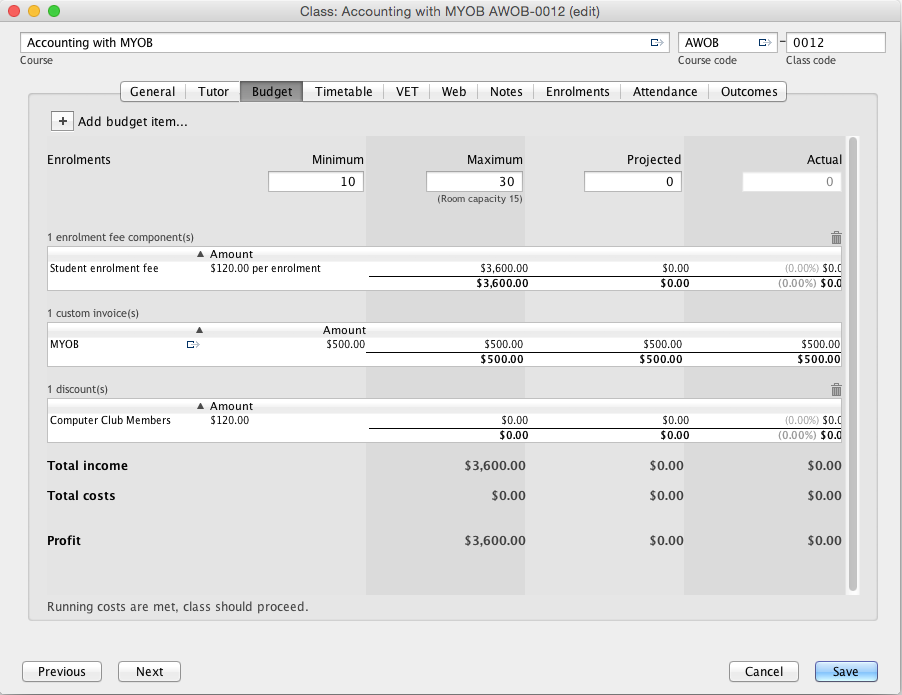 Class: Accounting with MYOB AWOB-0012 (edit)
Accounting with MYOB AWOB - 0012
Course Course code Class code
General Tutor Budget Timetable VET Web Notes Enrolments Attendance Outcomes
+ Add budget item...
Enrolments Minimum Maximum Projected Actual
10 30 0 0
(Room capacity 15)
1 enrolment fee component(s)
Amount
Student enrolment fee $120.00 per enrolment $3,600.00 $0.00 (0.00%) $0.0
$3,600.00 $0.00 (0.00%) $0.0
1 custom invoice(s)
Amount
MYOB $500.00 $500.00 $500.00 $500.00
$500.00 $500.00 $500.00
1 discount(s)
Amount
Computer Club Members $120.00 $0.00 $0.00 (0.00%) $0.0
$0.00 $0.00 (0.00%) $0.0
Total income $3,600.00 $0.00 $0.00
Total costs $0.00 $0.00 $0.00
Profit $3,600.00 $0.00 $0.00
Running costs are met, class should proceed.
Previous Next Cancel Save